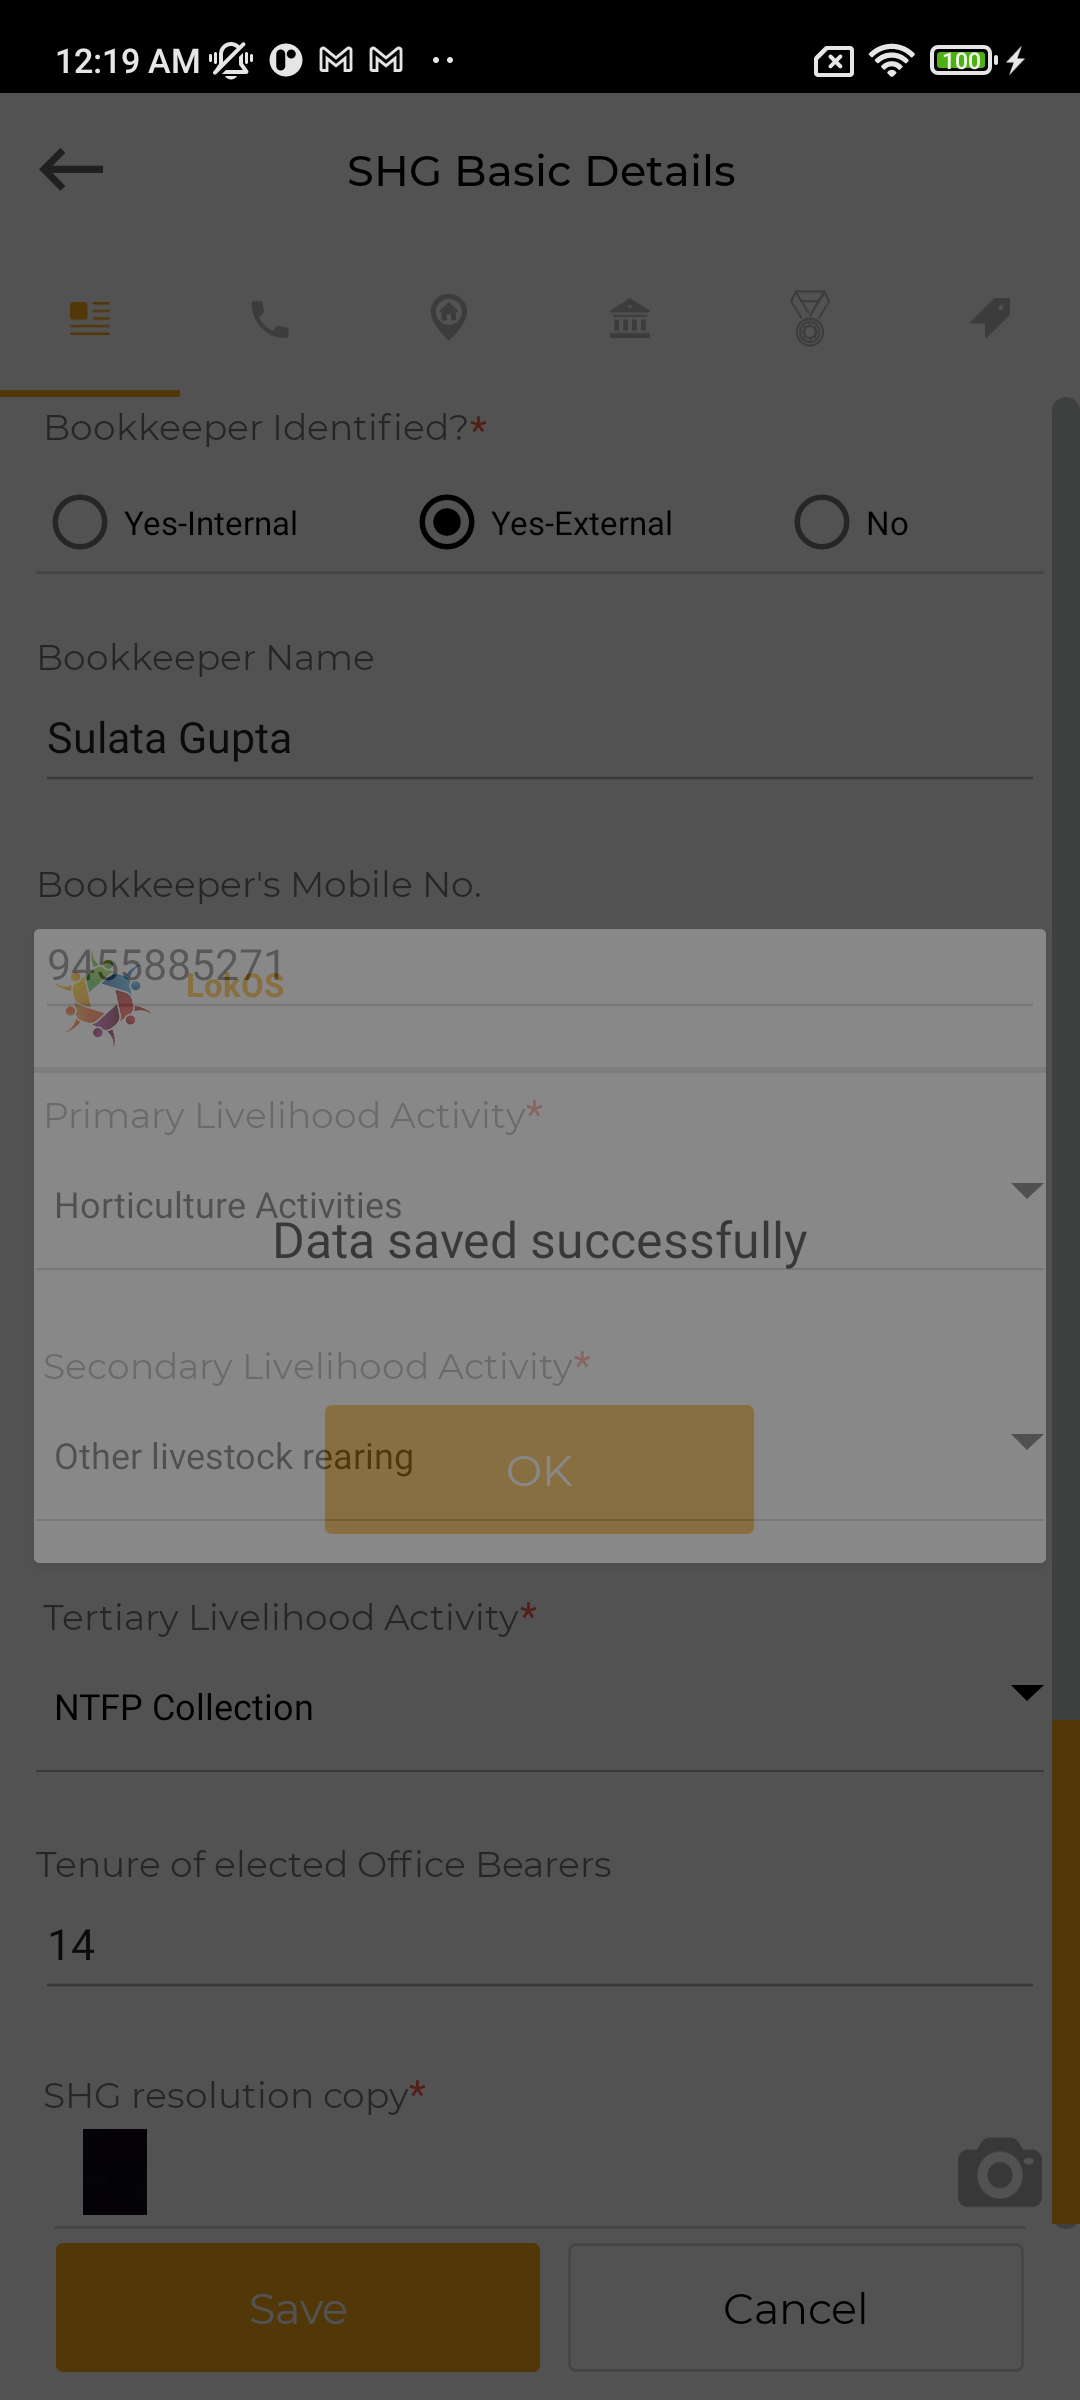 12:19 AM
100
SHG Basic Details
Bookkeeper Identified?*
Yes-Internal
Yes-External
No
Bookkeeper Name
Sulata Gupta
Bookkeeper's Mobile No.
9455885271
LokOS
Primary Livelihood Activity*
Horticulture Activities
Data saved successfully
Secondary Livelihood Activity*
Other livestock rearing
OK
Tertiary Livelihood Activity*
NTFP Collection
Tenure of elected Office Bearers
14
SHG resolution copy*
Save
Cancel